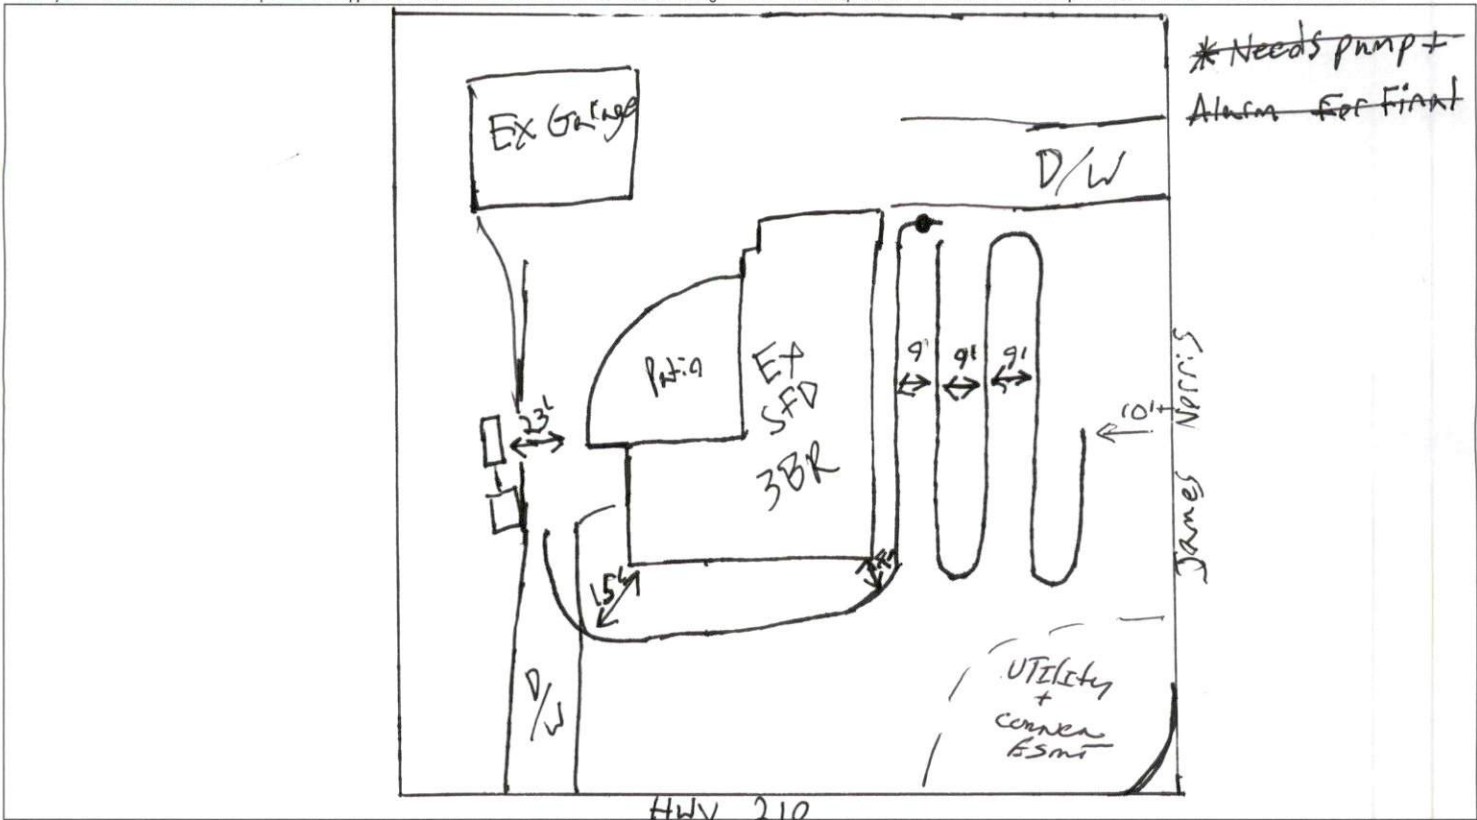 * Needs pump +
Alarm For Final
Ex Garage
D/W
Patio
EX
SFD
3BR
9'
9'
9'
23'
10'+
James Norris
15'
D/W
UTILITY
+
CORNER
ESMT
HWY 210